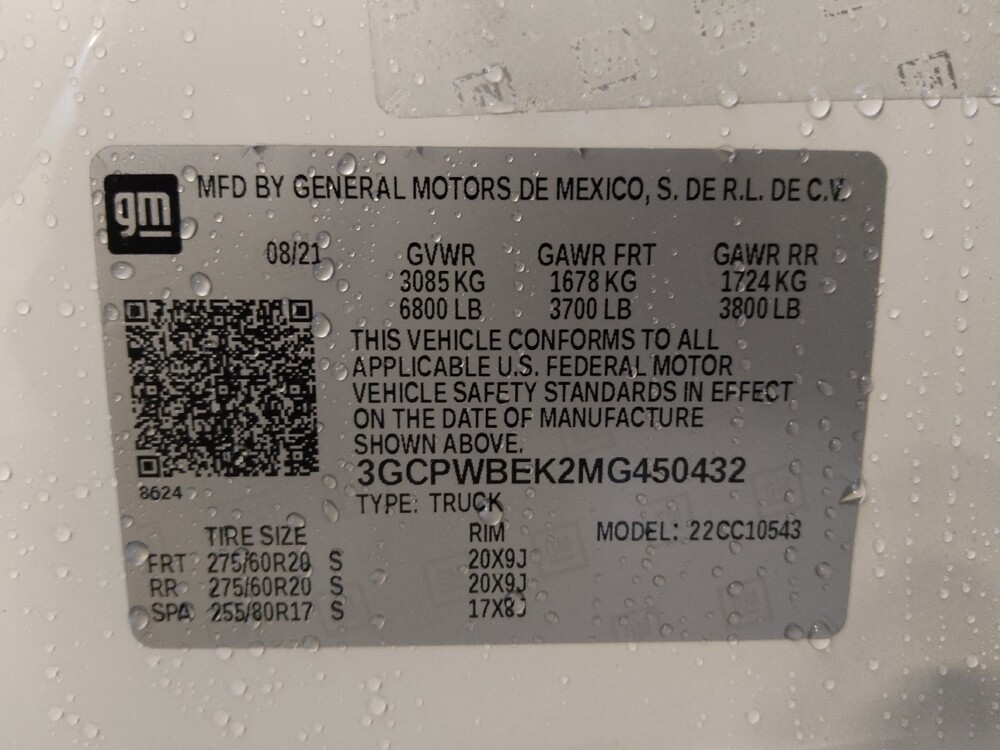 gm MFD BY GENERAL MOTORS DE MEXICO, S. DE R.L. DE C.V.
08/21 GVWR GAWR FRT GAWR RR
3085 KG 1678 KG 1724 KG
6800 LB 3700 LB 3800 LB
THIS VEHICLE CONFORMS TO ALL
APPLICABLE U.S. FEDERAL MOTOR
VEHICLE SAFETY STANDARDS IN EFFECT
ON THE DATE OF MANUFACTURE
SHOWN ABOVE.
3GCPWBEK2MG450432
8624
TYPE: TRUCK
TIRE SIZE RIM MODEL: 22CC10543
FRT 275/60R20 S 20X9J
RR 275/60R20 S 20X9J
SPA 255/80R17 S 17X8J